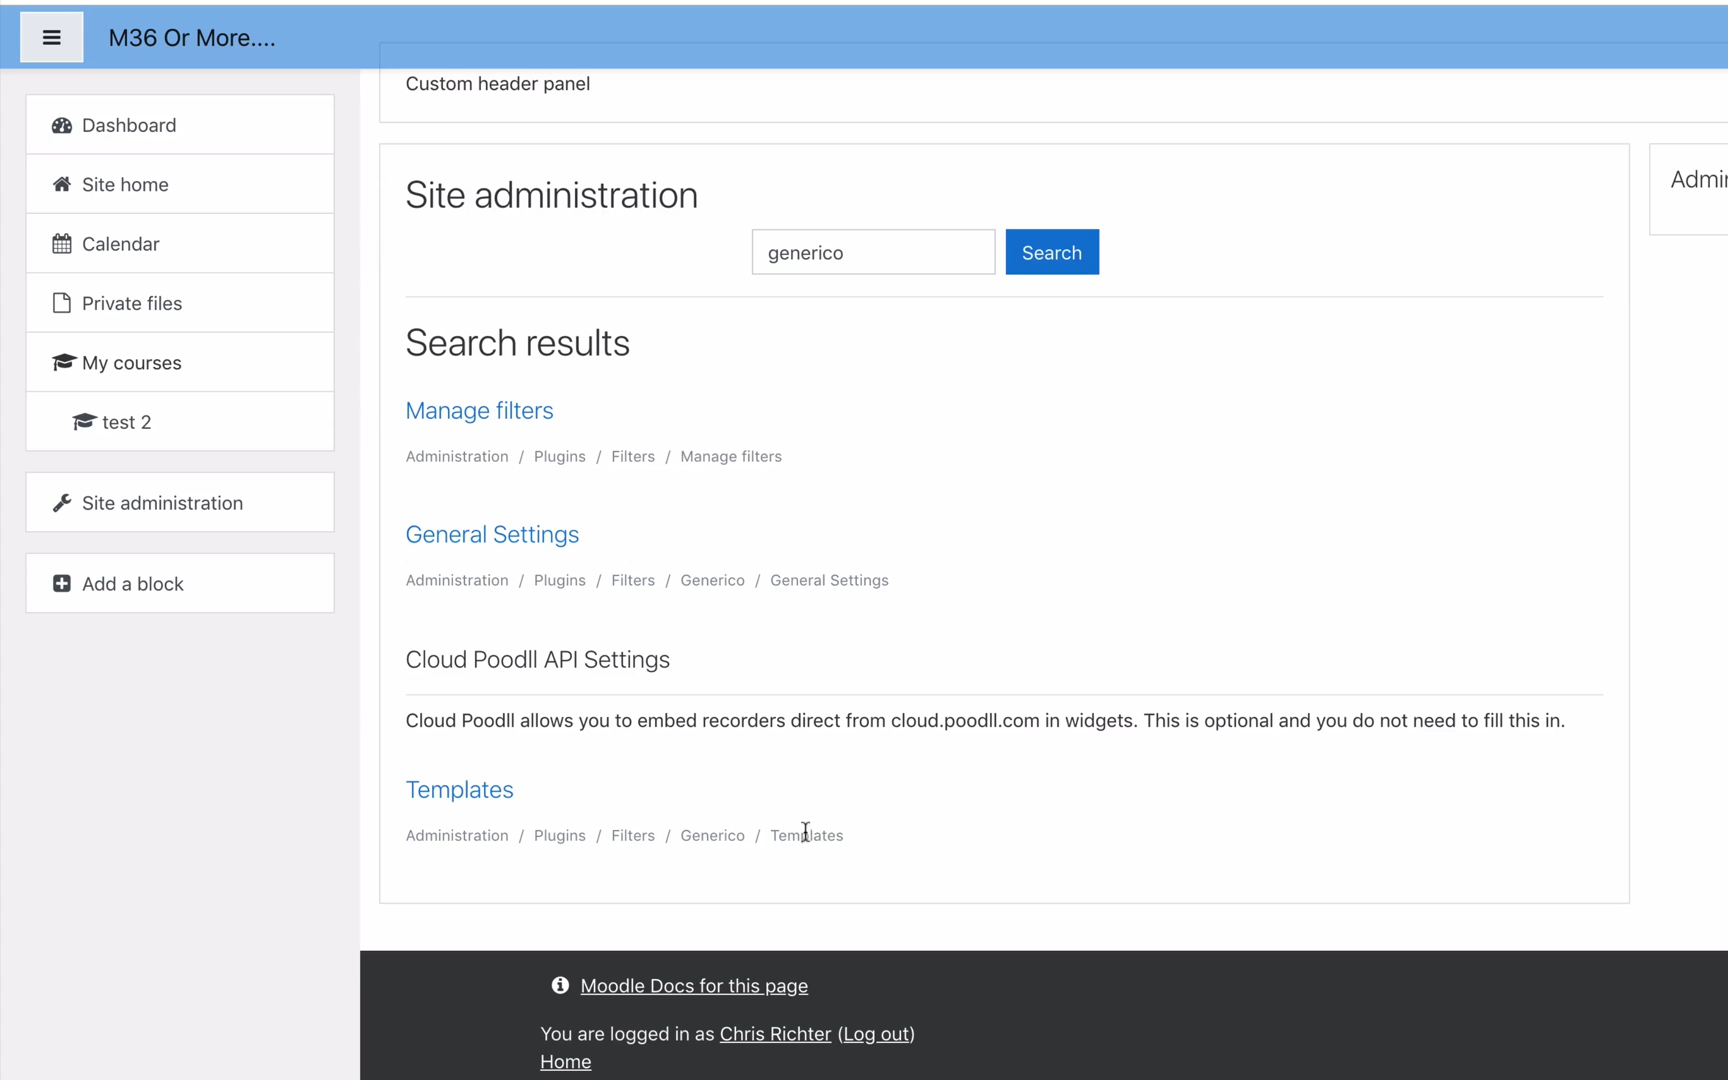 M36 Or More....
Custom header panel
Dashboard
Site home
Calendar
Private files
My courses
test 2
Site administration
Add a block
Site administration
generico
Search
Search results
Manage filters
Administration / Plugins / Filters / Manage filters
General Settings
Administration / Plugins / Filters / Generico / General Settings
Cloud Poodll API Settings
Cloud Poodll allows you to embed recorders direct from cloud.poodll.com in widgets. This is optional and you do not need to fill this in.
Templates
Administration / Plugins / Filters / Generico / Templates
Admin
Moodle Docs for this page
You are logged in as Chris Richter (Log out)
Home